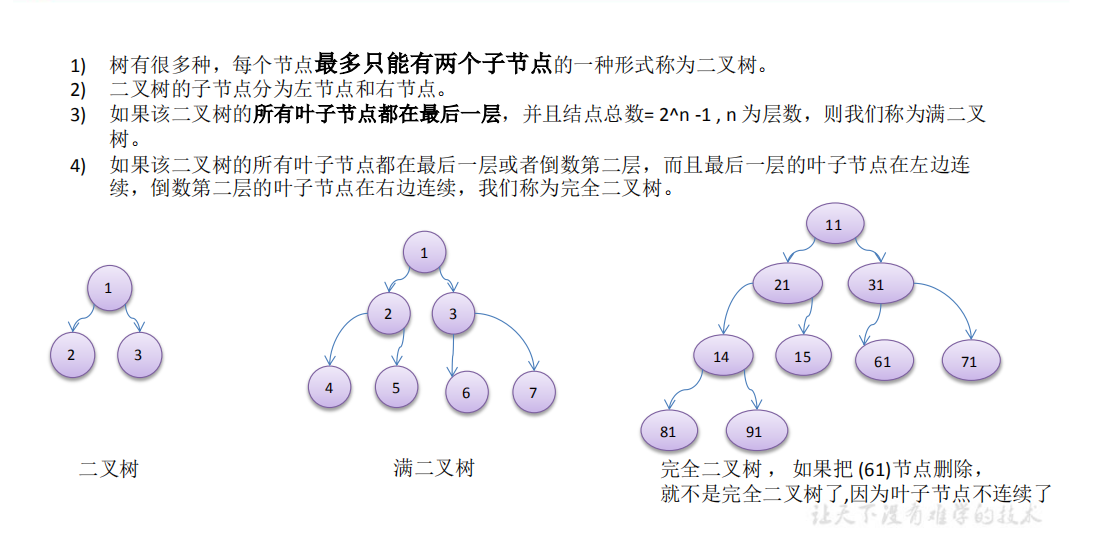 1) 树有很多种，每个节点最多只能有两个子节点的一种形式称为二叉树。
2) 二叉树的子节点分为左节点和右节点。
3) 如果该二叉树的所有叶子节点都在最后一层，并且结点总数= 2^n -1 , n 为层数，则我们称为满二叉
树。
4) 如果该二叉树的所有叶子节点都在最后一层或者倒数第二层，而且最后一层的叶子节点在左边连
续，倒数第二层的叶子节点在右边连续，我们称为完全二叉树。
1
2 3
二叉树
1
2 3
4 5 6 7
满二叉树
11
21 31
14 15 61 71
81 91
完全二叉树 ， 如果把 (61)节点删除，
就不是完全二叉树了,因为叶子节点不连续了
让天下没有难学的技术